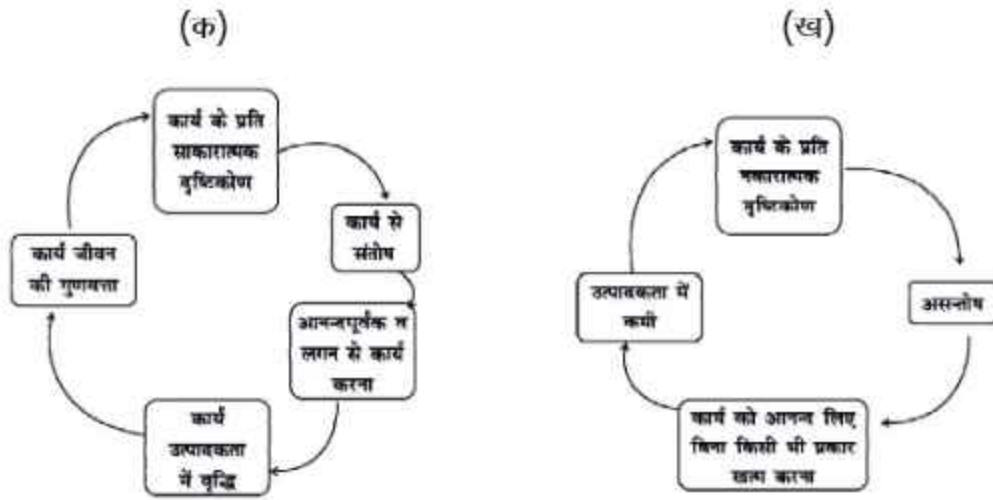 (क)
कार्य के प्रति
साकारात्मक
दृष्टिकोण
कार्य से
संतोष
आनन्दपूर्वक व
लगन से कार्य
करना
कार्य
उत्पादकता
में वृद्धि
कार्य जीवन
की गुणवत्ता
(ख)
कार्य के प्रति
नकारात्मक
दृष्टिकोण
असन्तोष
कार्य को आनन्द लिए
बिना किसी भी प्रकार
खत्म करना
उत्पादकता में
कमी